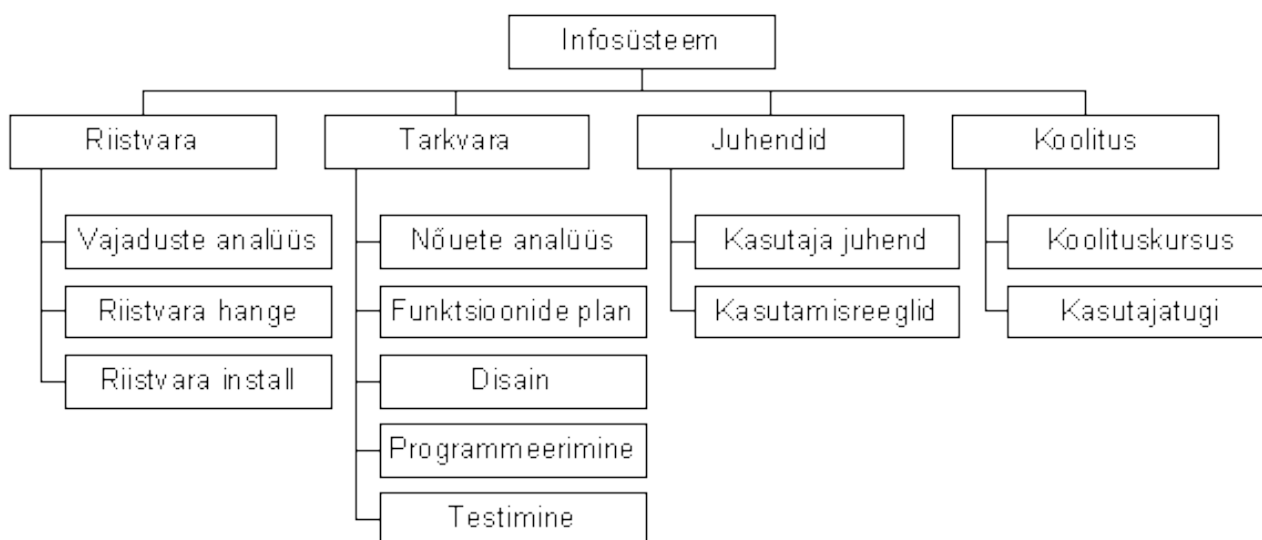 Infosüsteem
Riistvara
Tarkvara
Juhendid
Koolitus
Vajaduste analüüs
Nõuete analüüs
Kasutaja juhend
Koolituskursus
Riistvara hange
Funktsioonide plan
Kasutamisreeglid
Kasutajatugi
Riistvara install
Disain
Programmeerimine
Testimine